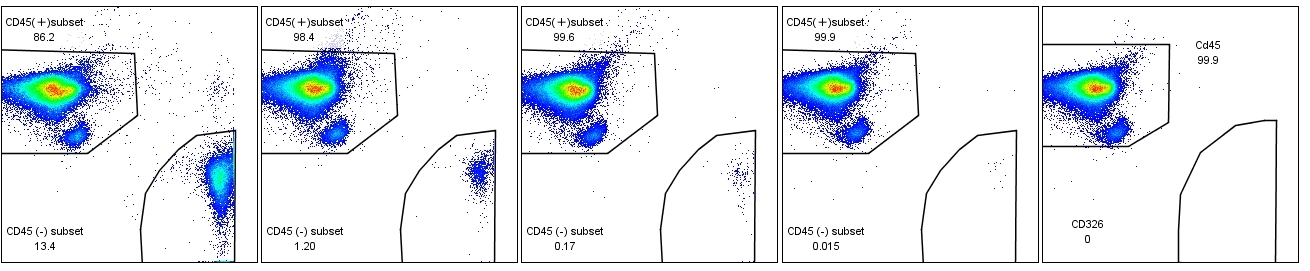 CD45(+)subset
86.2
CD45 (-) subset
13.4
CD45(+)subset
98.4
CD45 (-) subset
1.20
CD45(+)subset
99.6
CD45 (-) subset
0.17
CD45(+)subset
99.9
CD45 (-) subset
0.015
Cd45
99.9
CD326
0